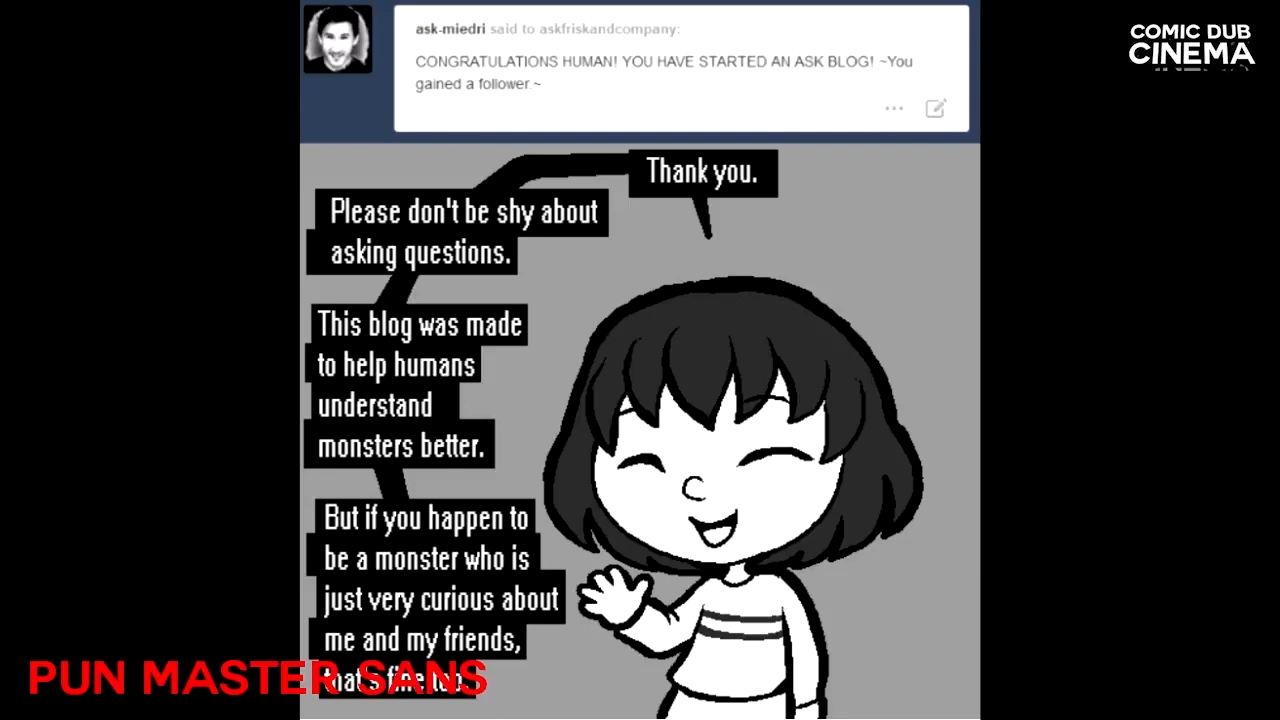 ask-miedri said to askfriskandcompany:
CONGRATULATIONS HUMAN! YOU HAVE STARTED AN ASK BLOG! ~You
gained a follower ~
COMIC DUB
CINEMA
Thank you.
Please don't be shy about
asking questions.
This blog was made
to help humans
understand
monsters better.
But if you happen to
be a monster who is
just very curious about
me and my friends,
that's fine too.
PUN MASTER SANS